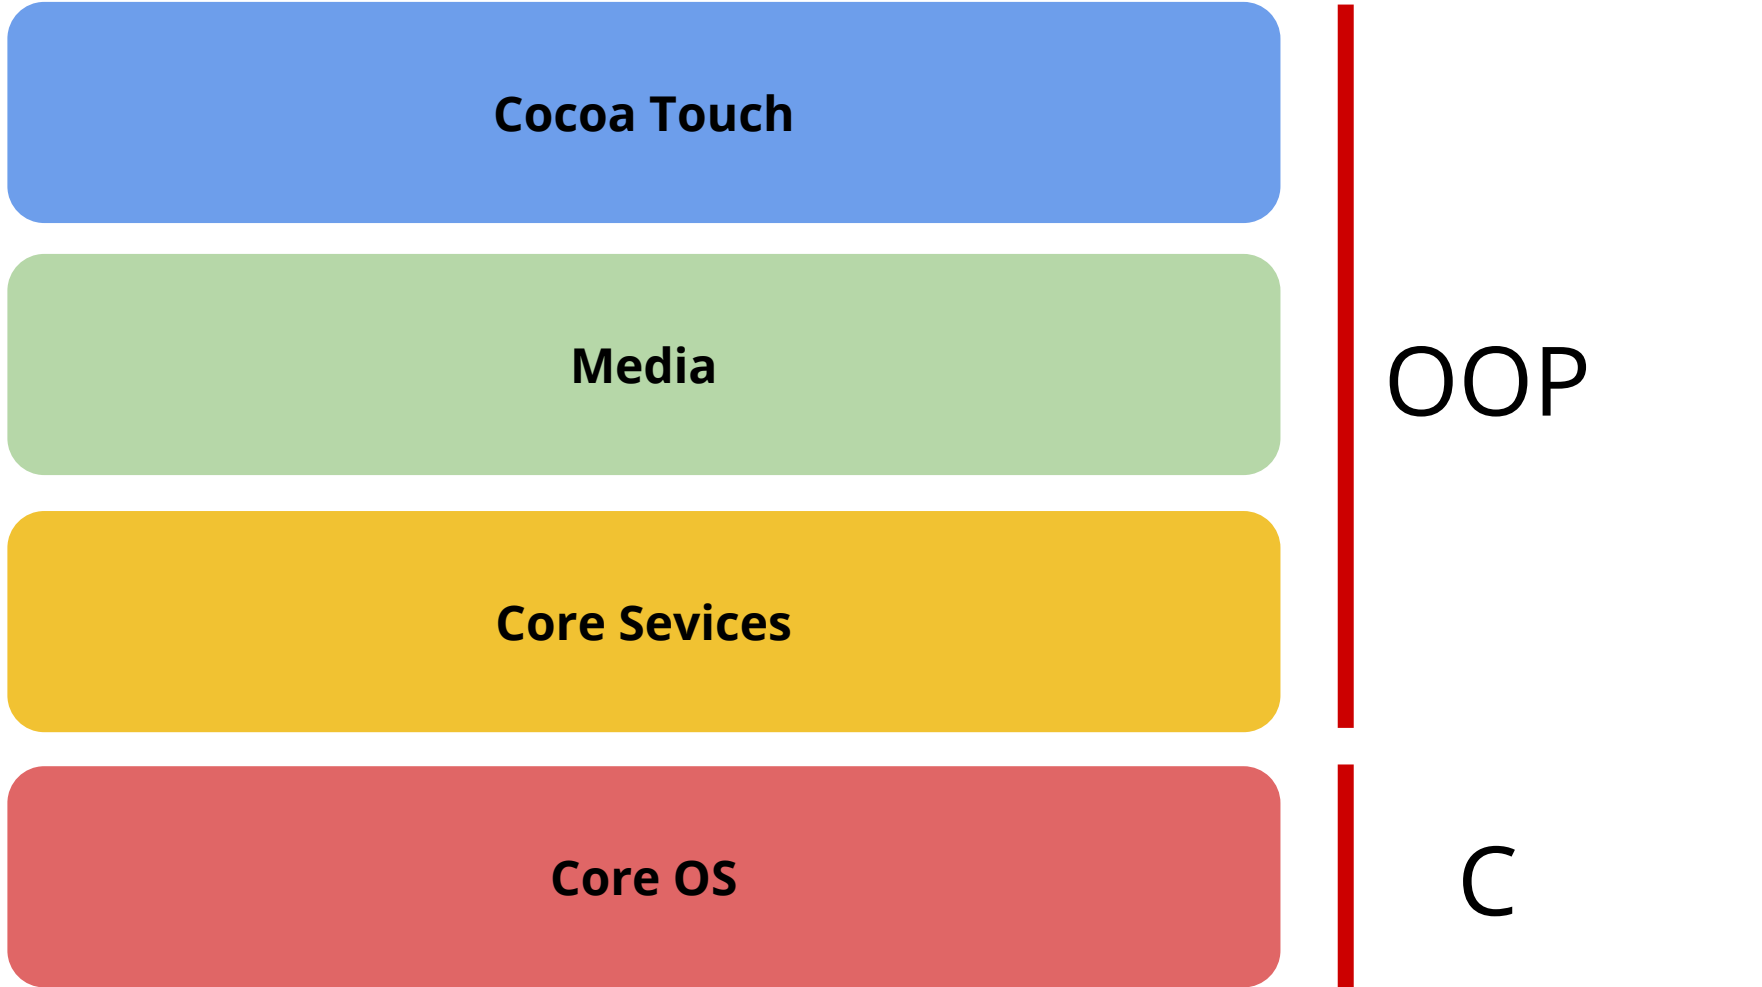 Cocoa Touch
Media
OOP
Core Sevices
Core OS
C